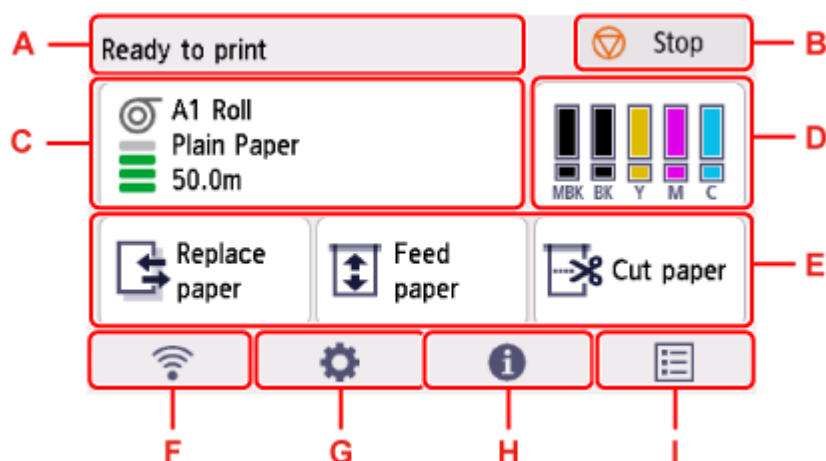 A
Ready to print
Stop
B
C
A1 Roll
Plain Paper
50.0m
MBK BK Y M C
D
Replace
paper
Feed
paper
Cut paper
E
F
G
H
I